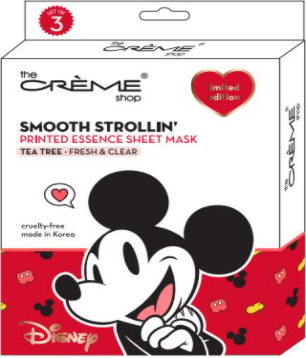 SET OF
3
the
CRÈME®
shop
limited
edition
SMOOTH STROLLIN'
PRINTED ESSENCE SHEET MASK
TEA TREE • FRESH & CLEAR
cruelty-free
made in Korea
Disney
the
CRÈME®
shop